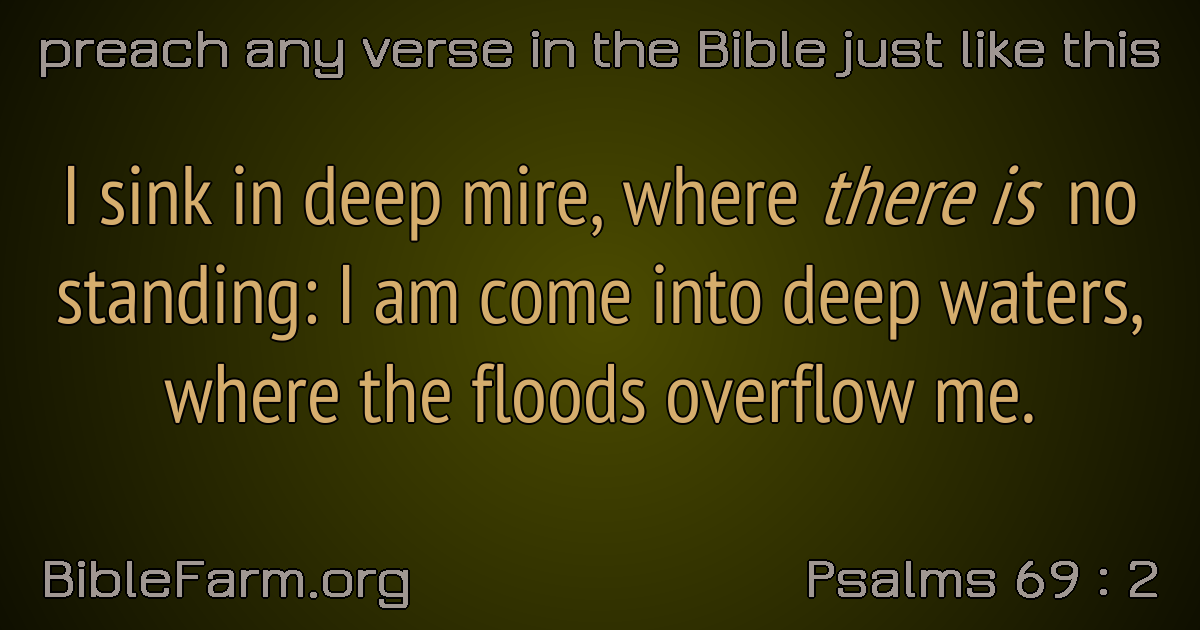 preach any verse in the Bible just like this
I sink in deep mire, where there is no
standing: I am come into deep waters,
where the floods overflow me.
BibleFarm.org
Psalms 69 : 2